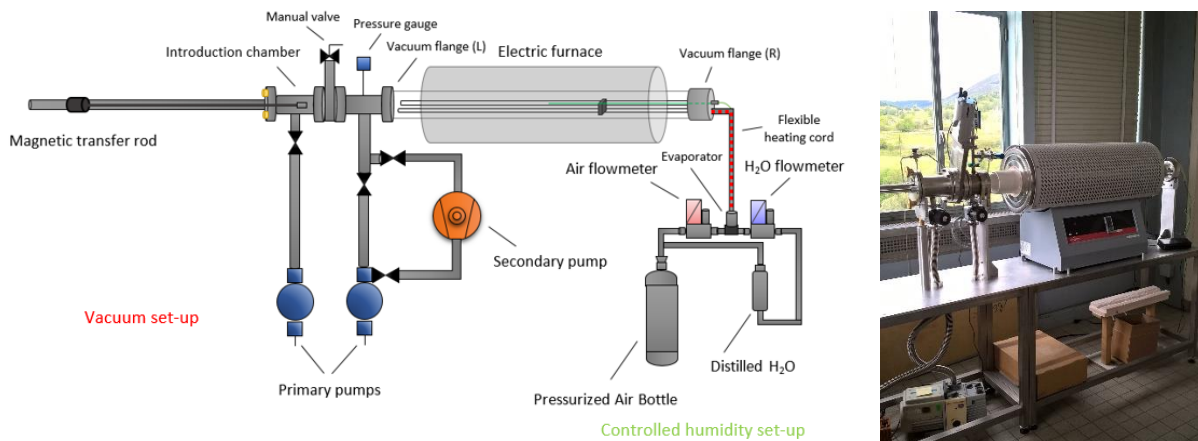 Manual valve
Pressure gauge
Introduction chamber
Vacuum flange (L)
Electric furnace
Vacuum flange (R)
Magnetic transfer rod
Flexible
heating cord
Evaporator
Air flowmeter
H₂O flowmeter
Secondary pump
Vacuum set-up
Primary pumps
Distilled H₂O
Pressurized Air Bottle
Controlled humidity set-up